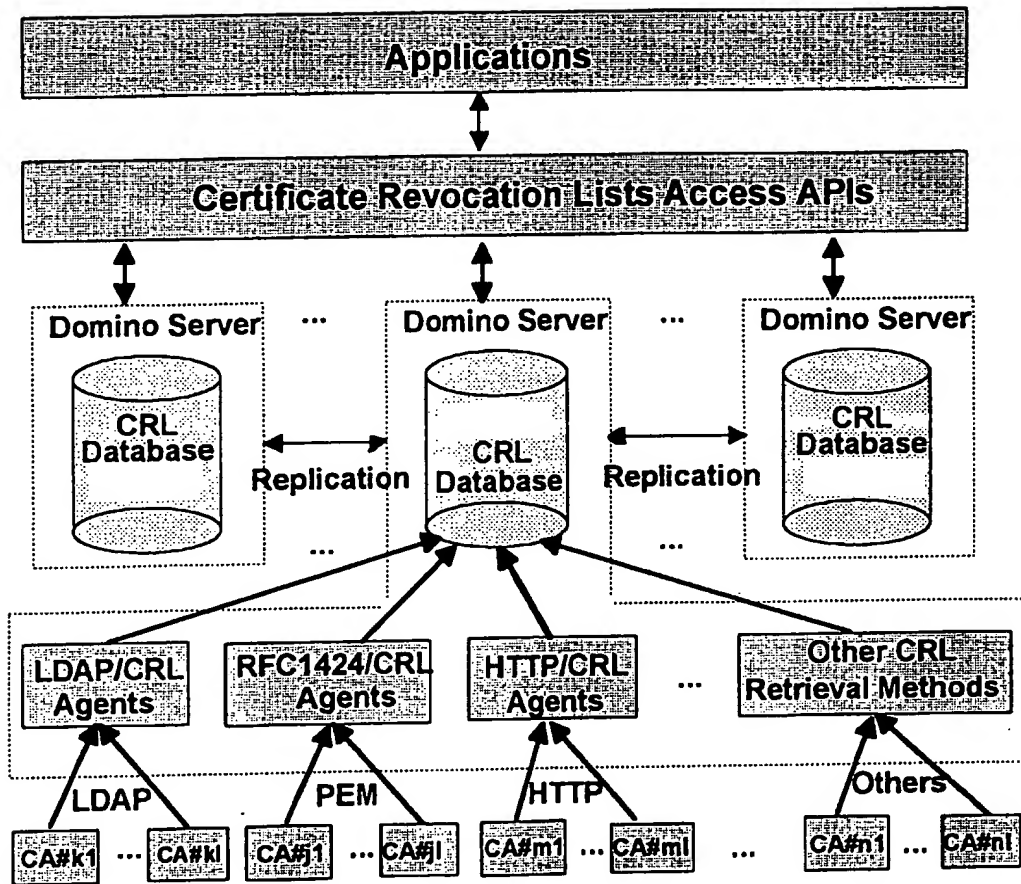 Applications
Certificate Revocation Lists Access APIs
Domino Server
...
Domino Server
...
Domino Server
CRL
Database
CRL
Database
CRL
Database
Replication
Replication
...
...
LDAP/CRL
Agents
RFC1424/CRL
Agents
HTTP/CRL
Agents
...
Other CRL
Retrieval Methods
LDAP
PEM
HTTP
Others
CA#k1
...
CA#kl
CA#j1
...
CA#jl
CA#m1
...
CA#ml
...
CA#n1
...
CA#nl